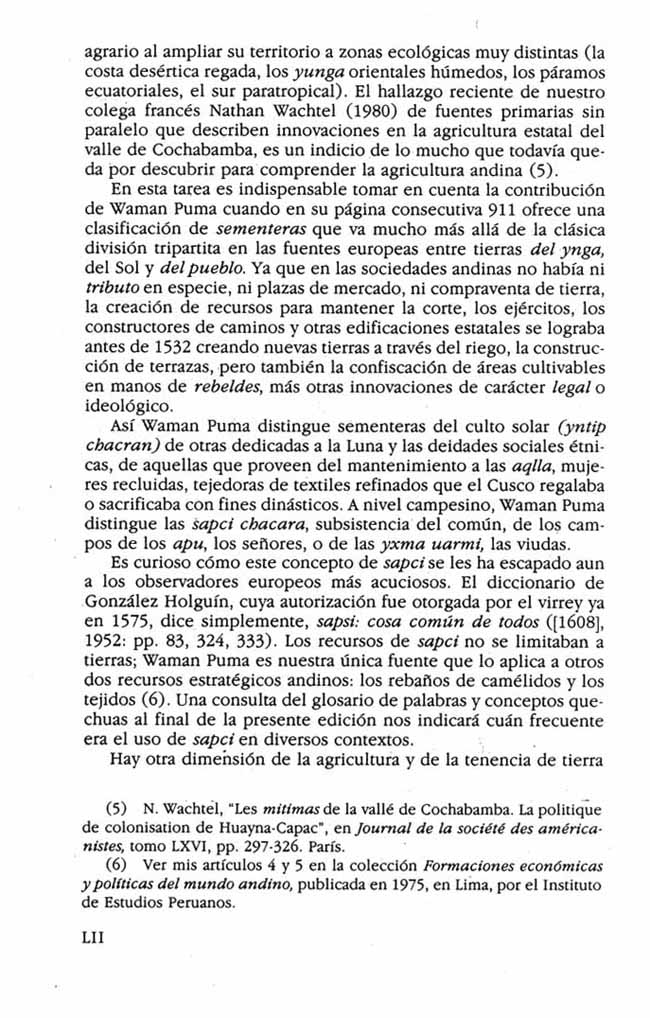 agrario al ampliar su territorio a zonas ecológicas muy distintas (la
costa desértica regada, los yunga orientales húmedos, los páramos
ecuatoriales, el sur paratropical). El hallazgo reciente de nuestro
colega francés Nathan Wachtel (1980) de fuentes primarias sin
paralelo que describen innovaciones en la agricultura estatal del
valle de Cochabamba, es un indicio de lo mucho que todavía que-
da por descubrir para comprender la agricultura andina (5).
En esta tarea es indispensable tomar en cuenta la contribución
de Waman Puma cuando en su página consecutiva 911 ofrece una
clasificación de sementeras que va mucho más allá de la clásica
división tripartita en las fuentes europeas entre tierras del ynga,
del Sol y del pueblo. Ya que en las sociedades andinas no había ni
tributo en especie, ni plazas de mercado, ni compraventa de tierra,
la creación de recursos para mantener la corte, los ejércitos, los
constructores de caminos y otras edificaciones estatales se lograba
antes de 1532 creando nuevas tierras a través del riego, la construc-
ción de terrazas, pero también la confiscación de áreas cultivables
en manos de rebeldes, más otras innovaciones de carácter legal o
ideológico.
Así Waman Puma distingue sementeras del culto solar (yntip
chacran) de otras dedicadas a la Luna y las deidades sociales étni-
cas, de aquellas que proveen del mantenimiento a las aqlla, muje-
res recluidas, tejedoras de textiles refinados que el Cusco regalaba
o sacrificaba con fines dinásticos. A nivel campesino, Waman Puma
distingue las sapci chacara, subsistencia del común, de los cam-
pos de los apu, los señores, o de las yxma uarmi, las viudas.
Es curioso cómo este concepto de sapci se les ha escapado aun
a los observadores europeos más acuciosos. El diccionario de
González Holguín, cuya autorización fue otorgada por el virrey ya
en 1575, dice simplemente, sapsi: cosa común de todos ([1608],
1952: pp. 83, 324, 333). Los recursos de sapci no se limitaban a
tierras; Waman Puma es nuestra única fuente que lo aplica a otros
dos recursos estratégicos andinos: los rebaños de camélidos y los
tejidos (6). Una consulta del glosario de palabras y conceptos que-
chuas al final de la presente edición nos indicará cuán frecuente
era el uso de sapci en diversos contextos.
Hay otra dimensión de la agricultura y de la tenencia de tierra
(5) N. Wachtel, "Les mitimas de la vallé de Cochabamba. La politique
de colonisation de Huayna-Capac", en Journal de la société des américa-
nistes, tomo LXVI, pp. 297-326. París.
(6) Ver mis artículos 4 y 5 en la colección Formaciones económicas
y políticas del mundo andino, publicada en 1975, en Lima, por el Instituto
de Estudios Peruanos.
LII